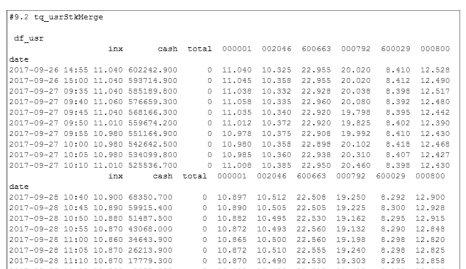 #9.2 tq_usrStkMerge
df_usr
inx cash total 000001 002046 600663 000792 600029 000800
date
2017-09-26 14:55 11.040 602242.900 0 11.040 10.325 22.955 20.020 8.410 12.528
2017-09-26 15:00 11.045 593714.900 0 11.045 10.358 22.955 20.020 8.412 12.490
2017-09-27 09:35 11.040 585189.800 0 11.038 10.332 22.928 20.038 8.398 12.517
2017-09-27 09:40 11.060 576659.300 0 11.058 10.335 22.960 20.080 8.392 12.480
2017-09-27 09:45 11.040 568166.300 0 11.035 10.340 22.920 19.798 8.395 12.442
2017-09-27 09:50 11.010 559674.200 0 11.012 10.372 22.920 19.825 8.402 12.390
2017-09-27 09:55 10.980 551164.900 0 10.978 10.375 22.908 19.992 8.410 12.430
2017-09-27 10:00 10.980 542642.500 0 10.980 10.358 22.898 20.102 8.418 12.468
2017-09-27 10:05 10.980 534099.800 0 10.985 10.360 22.938 20.310 8.407 12.427
2017-09-27 10:10 11.010 525536.700 0 11.008 10.385 22.950 20.460 8.398 12.430
inx cash total 000001 002046 600663 000792 600029 000800
date
2017-09-28 10:40 10.900 68350.700 0 10.897 10.512 22.508 19.250 8.292 12.900
2017-09-28 10:45 10.890 59915.400 0 10.890 10.505 22.505 19.225 8.300 12.928
2017-09-28 10:50 10.880 51487.500 0 10.882 10.495 22.530 19.162 8.295 12.915
2017-09-28 10:55 10.870 43068.000 0 10.872 10.493 22.560 19.132 8.290 12.848
2017-09-28 11:00 10.860 34643.900 0 10.865 10.500 22.560 19.198 8.298 12.820
2017-09-28 11:05 10.870 26213.900 0 10.872 10.510 22.555 19.240 8.298 12.825
2017-09-28 11:10 10.870 17779.300 0 10.870 10.490 22.530 19.303 8.295 12.858